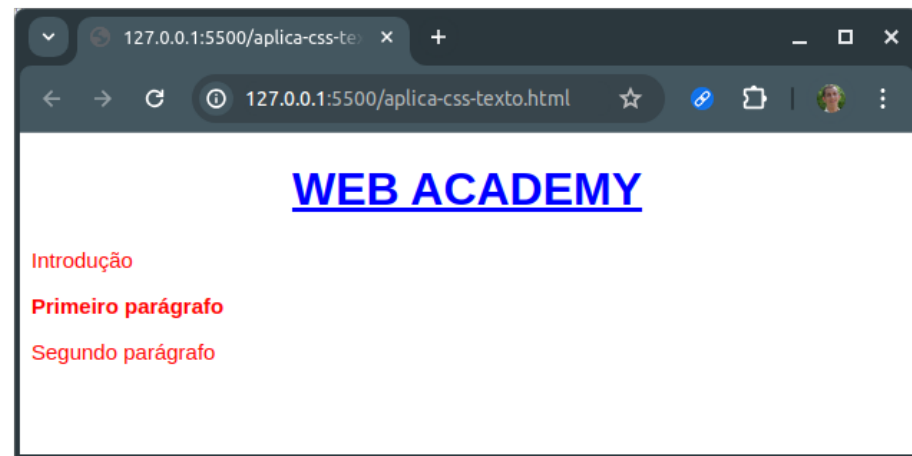 127.0.0.1:5500/aplica-css-te
127.0.0.1:5500/aplica-css-texto.html
WEB ACADEMY
Introdução
Primeiro parágrafo
Segundo parágrafo